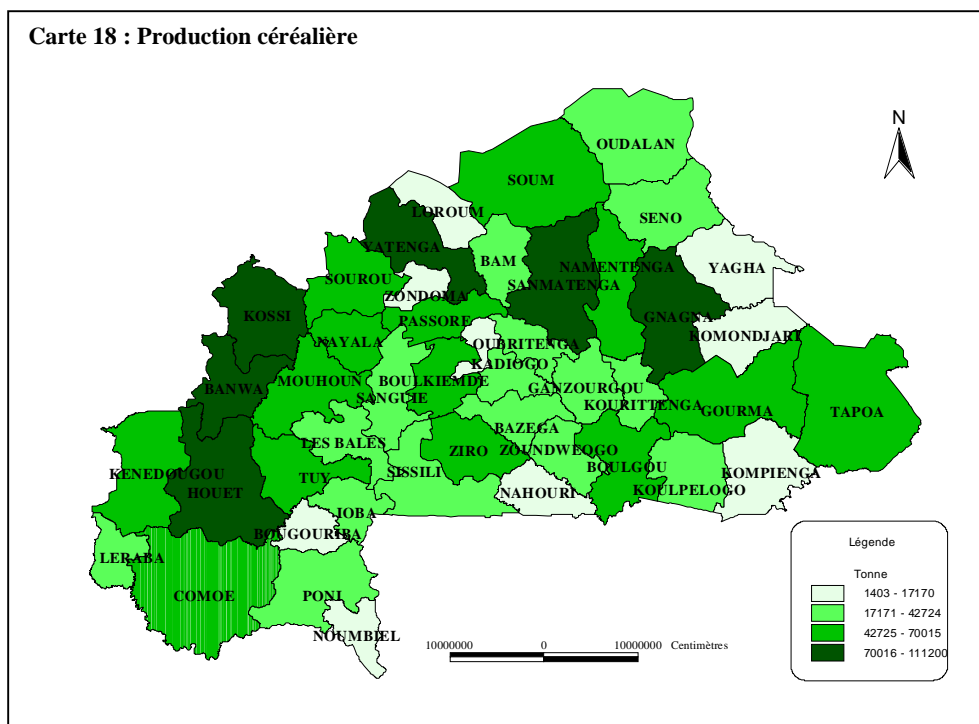 Carte 18 : Production céréalière
N
OUDALAN
SOUM
LOROUM
SENO
YATENGA
BAM
NAMENTENGA
YAGHA
SOUROU
SANMATENGA
ZONDOMA
KOSSI
GNAGNA
PASSORE
KOMONDJARI
NAYALA
OUBRITENGA
KADIOGO
BANWA
MOUHOUN
BOULKIEMDE
GANZOURGOU
SANGUIE
KOURITTENGA
GOURMA
TAPOA
BAZEGA
LES BALES
ZIRO
ZOUNDWEOGO
KENEDOUGOU
SISSILI
BOULGOU
KOMPIENGA
TUY
HOUET
NAHOURI
KOULPELOGO
IOBA
BOUGOURIBA
LERABA
COMOE
PONI
NOUMBIEL
10000000 0 10000000 Centimètres
Légende
Tonne
1403 - 17170
17171 - 42724
42725 - 70015
70016 - 111200